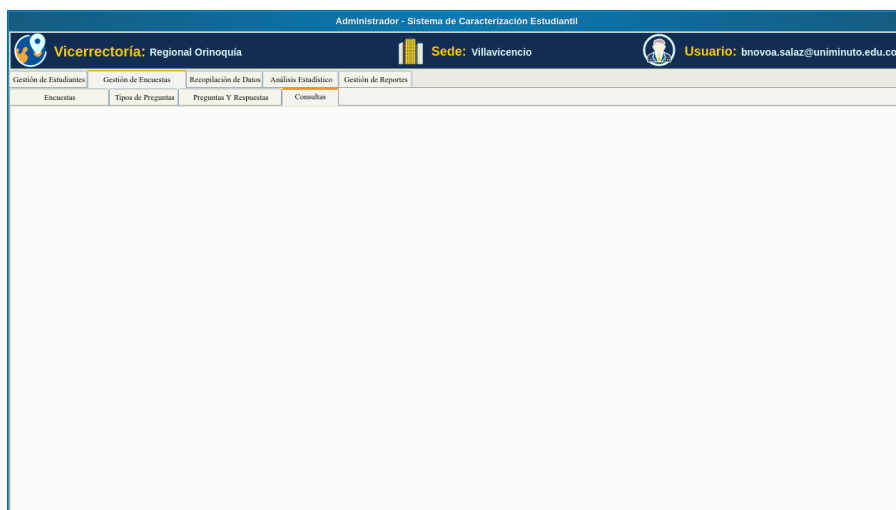 Administrador - Sistema de Caracterización Estudiantil
Vicerrectoría: Regional Orinoquía Sede: Villavicencio Usuario: bnovoa.salaz@uniminuto.edu.co
Gestión de Estudiantes Gestión de Encuestas Recopilación de Datos Análisis Estadístico Gestión de Reportes
Encuestas Tipos de Preguntas Preguntas Y Respuestas Consultas